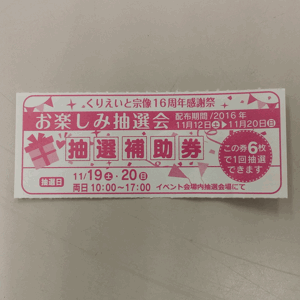 くりえいと宗像16周年感謝祭
お楽しみ抽選会
配布期間/2016年
11月12日土▶11月20日日
抽選補助券
この券6枚
で1回抽選
できます
抽選日
11/19土・20日
両日10:00〜17:00
イベント会場内抽選会場にて